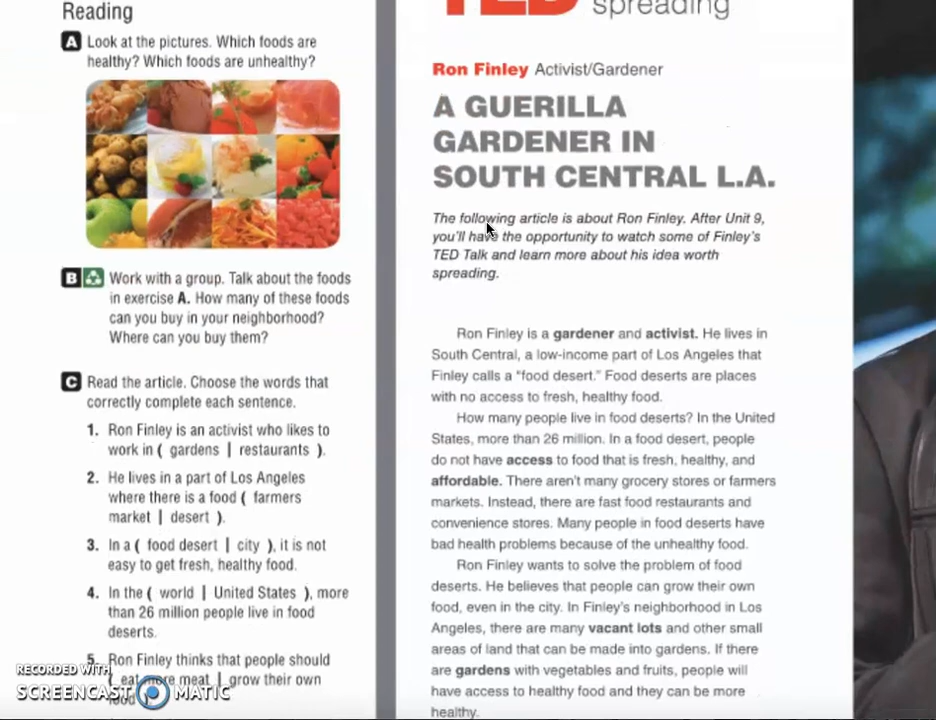 Reading
A Look at the pictures. Which foods are
healthy? Which foods are unhealthy?
B Work with a group. Talk about the foods
in exercise A. How many of these foods
can you buy in your neighborhood?
Where can you buy them?
C Read the article. Choose the words that
correctly complete each sentence.
1. Ron Finley is an activist who likes to
work in ( gardens | restaurants ).
2. He lives in a part of Los Angeles
where there is a food ( farmers
market | desert ).
3. In a ( food desert | city ), it is not
easy to get fresh, healthy food.
4. In the ( world | United States ), more
than 26 million people live in food
deserts.
5. Ron Finley thinks that people should
( eat more meat | grow their own
food ).
RECORDED WITH
SCREENCAST MATIC
TED spreading
Ron Finley Activist/Gardener
A GUERILLA
GARDENER IN
SOUTH CENTRAL L.A.
The following article is about Ron Finley. After Unit 9,
you'll have the opportunity to watch some of Finley's
TED Talk and learn more about his idea worth
spreading.
Ron Finley is a gardener and activist. He lives in
South Central, a low-income part of Los Angeles that
Finley calls a "food desert." Food deserts are places
with no access to fresh, healthy food.
How many people live in food deserts? In the United
States, more than 26 million. In a food desert, people
do not have access to food that is fresh, healthy, and
affordable. There aren't many grocery stores or farmers
markets. Instead, there are fast food restaurants and
convenience stores. Many people in food deserts have
bad health problems because of the unhealthy food.
Ron Finley wants to solve the problem of food
deserts. He believes that people can grow their own
food, even in the city. In Finley's neighborhood in Los
Angeles, there are many vacant lots and other small
areas of land that can be made into gardens. If there
are gardens with vegetables and fruits, people will
have access to healthy food and they can be more
healthy.